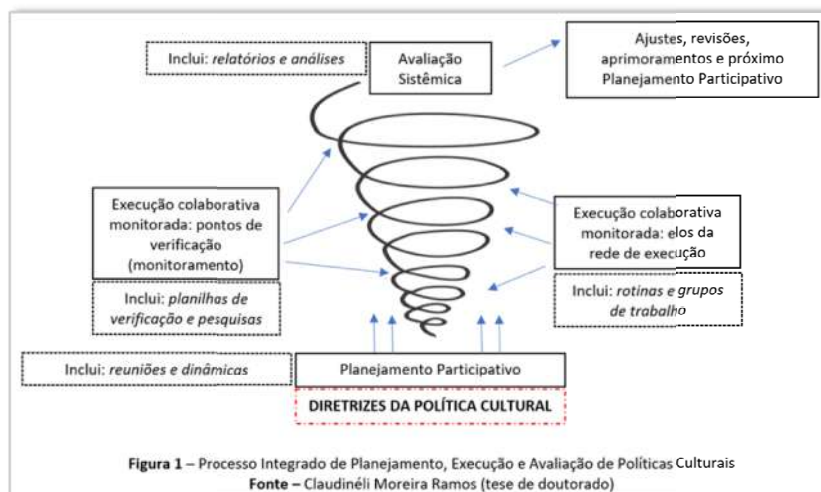 Inclui: relatórios e análises
Avaliação
Sistêmica
Ajustes, revisões,
aprimoramentos e próximo
Planejamento Participativo
Execução colaborativa
monitorada: pontos de
verificação
(monitoramento)
Inclui: planilhas de
verificação e pesquisas
Execução colaborativa
monitorada: elos da
rede de execução
Inclui: rotinas e grupos
de trabalho
Inclui: reuniões e dinâmicas
Planejamento Participativo
DIRETRIZES DA POLÍTICA CULTURAL
Figura 1 – Processo Integrado de Planejamento, Execução e Avaliação de Políticas Culturais
Fonte – Claudinéli Moreira Ramos (tese de doutorado)